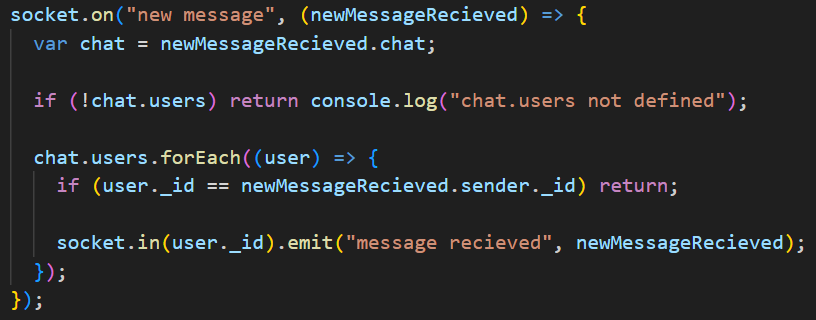 socket.on("new message", (newMessageRecieved) => {
var chat = newMessageRecieved.chat;
if (!chat.users) return console.log("chat.users not defined");
chat.users.forEach((user) => {
if (user._id == newMessageRecieved.sender._id) return;
socket.in(user._id).emit("message recieved", newMessageRecieved);
});
});